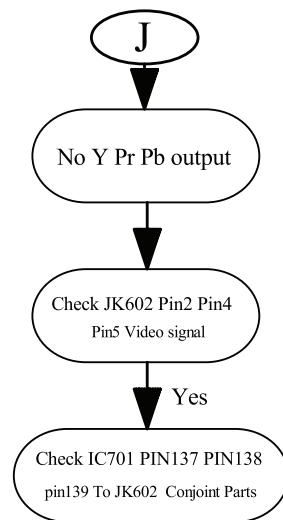 J
No Y Pr Pb output
Check JK602 Pin2 Pin4
Pin5 Video signal
Yes
Check IC701 PIN137 PIN138
pin139 To JK602 Conjoint Parts